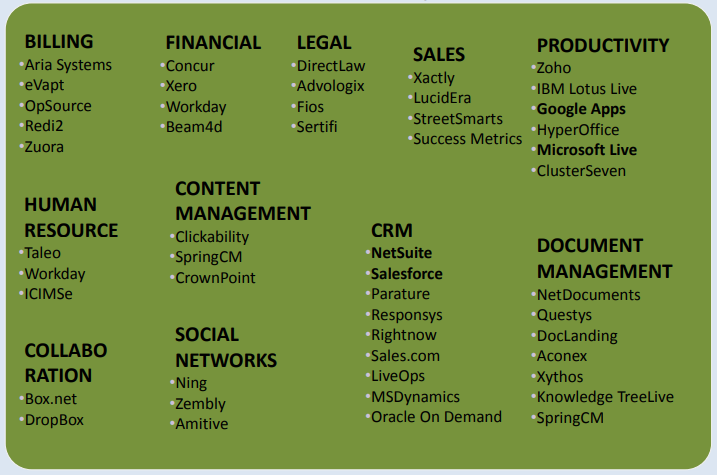 BILLING
•Aria Systems
•eVapt
•OpSource
•Redi2
•Zuora
FINANCIAL
•Concur
•Xero
•Workday
•Beam4d
LEGAL
•DirectLaw
•Advologix
•Fios
•Sertifi
SALES
•Xactly
•LucidEra
•StreetSmarts
•Success Metrics
PRODUCTIVITY
•Zoho
•IBM Lotus Live
•Google Apps
•HyperOffice
•Microsoft Live
•ClusterSeven
HUMAN
RESOURCE
•Taleo
•Workday
•ICIMSe
CONTENT
MANAGEMENT
•Clickability
•SpringCM
•CrownPoint
CRM
•NetSuite
•Salesforce
•Parature
•Responsys
•Rightnow
•Sales.com
•LiveOps
•MSDynamics
•Oracle On Demand
DOCUMENT
MANAGEMENT
•NetDocuments
•Questys
•DocLanding
•Aconex
•Xythos
•Knowledge TreeLive
•SpringCM
COLLABO
RATION
•Box.net
•DropBox
SOCIAL
NETWORKS
•Ning
•Zembly
•Amitive